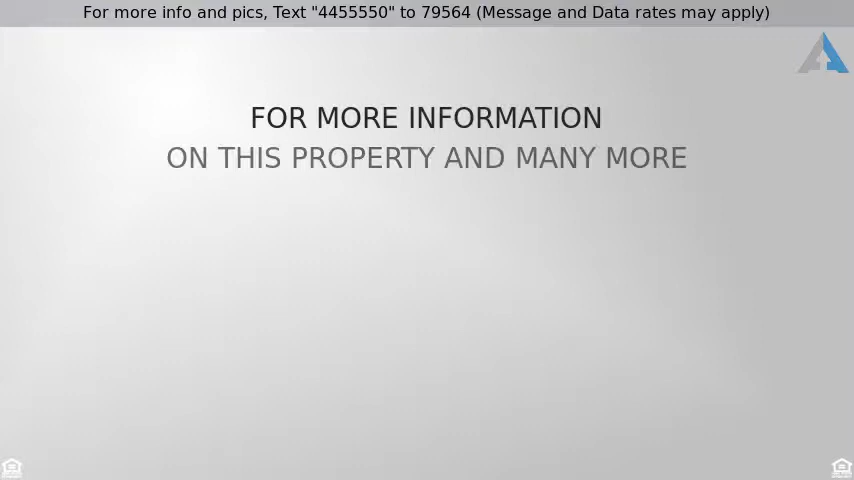 For more info and pics, Text "4455550" to 79564 (Message and Data rates may apply)
FOR MORE INFORMATION
ON THIS PROPERTY AND MANY MORE